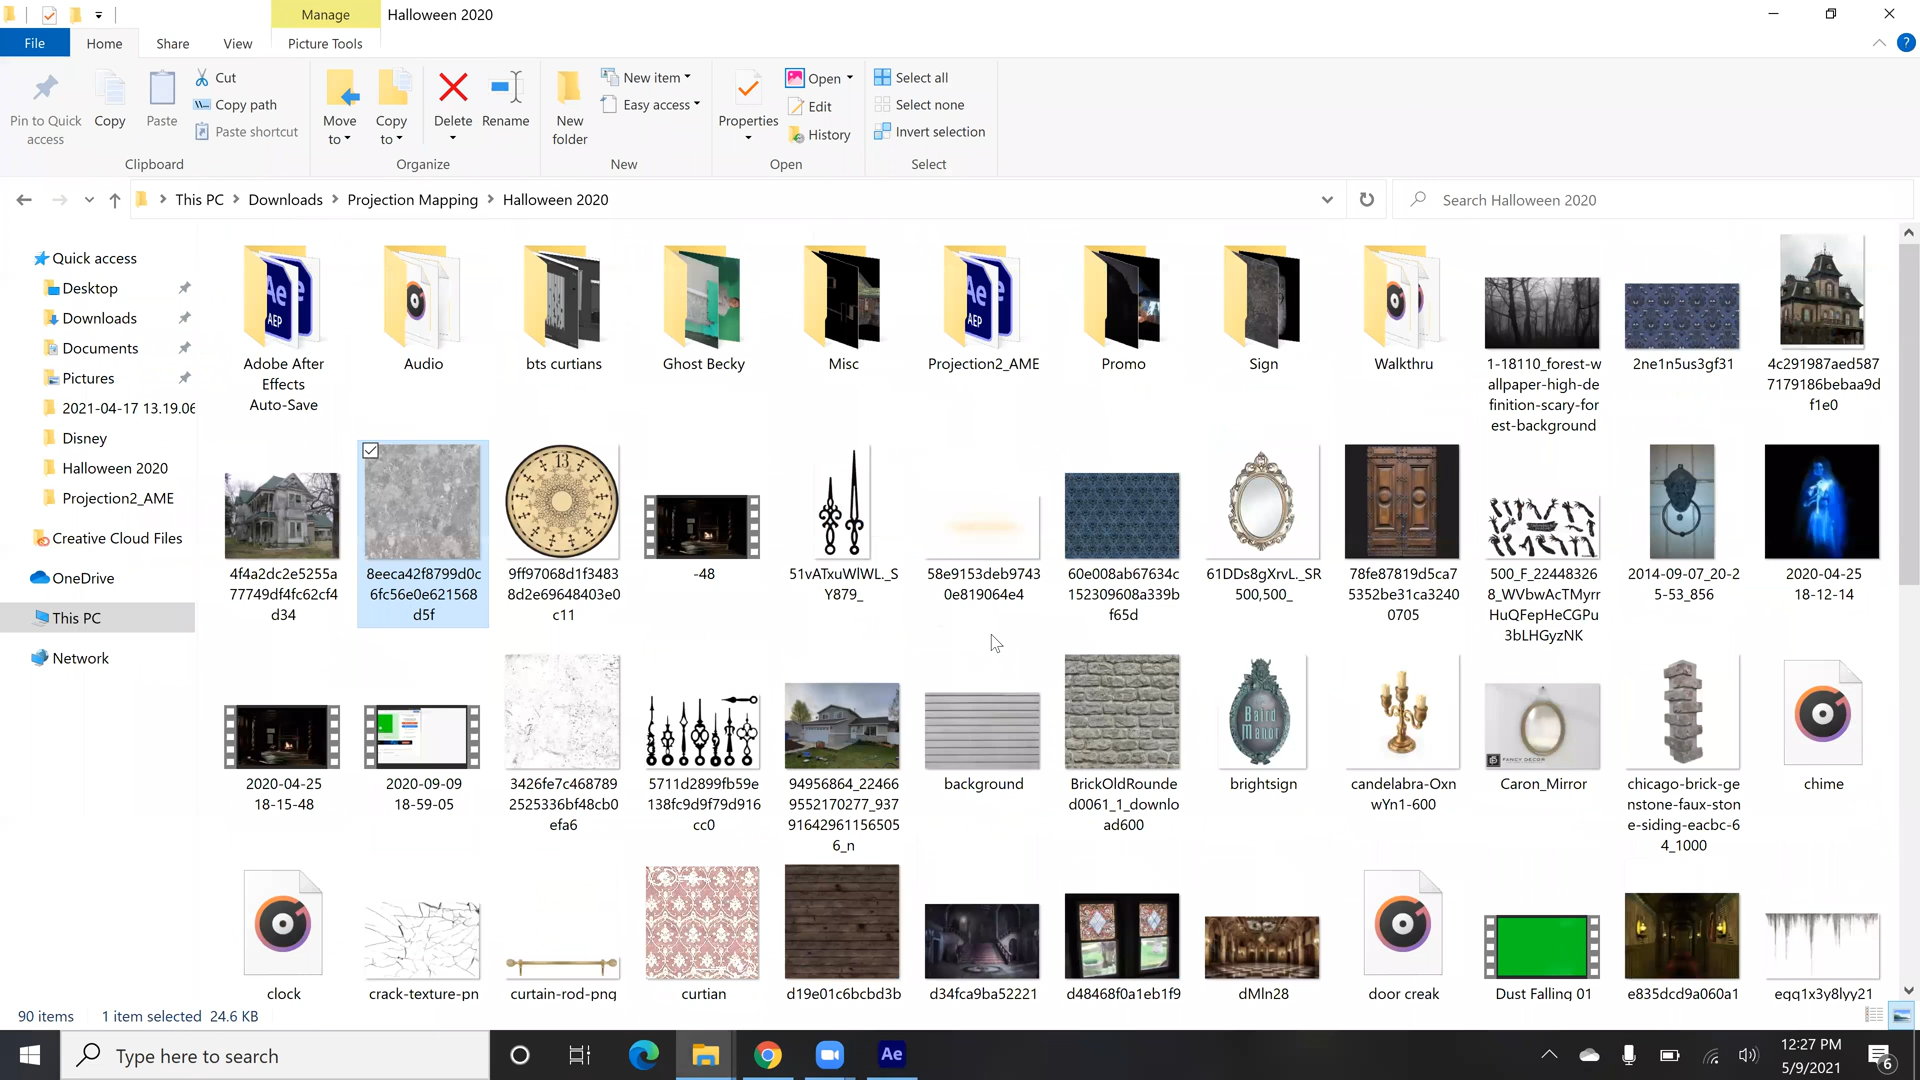 Manage
Halloween 2020
File
Home
Share
View
Picture Tools
Pin to Quick access
Copy
Paste
Cut
Copy path
Paste shortcut
Clipboard
Move to
Copy to
Delete
Rename
Organize
New folder
New item
Easy access
New
Properties
Open
Edit
History
Open
Select all
Select none
Invert selection
Select
This PC
Downloads
Projection Mapping
Halloween 2020
Search Halloween 2020
Quick access
Desktop
Downloads
Documents
Pictures
2021-04-17 13.19.06
Disney
Halloween 2020
Projection2_AME
Creative Cloud Files
OneDrive
This PC
Network
Ae
AEP
Adobe After
Effects
Auto-Save
Audio
bts curtians
Ghost Becky
Misc
Ae
AEP
Projection2_AME
Promo
Sign
Walkthru
1-18110_forest-w
allpaper-high-de
finition-scary-for
est-background
2ne1n5us3gf31
4c291987aed587
7179186bebaa9d
f1e0
4f4a2dc2e5255a
77749df4fc62cf4
d34
8eeca42f8799d0c
6fc56e0e621568
d5f
13
9ff97068d1f3483
8d2e69648403e0
c11
-48
51vATxuWlWL._S
Y879_
58e9153deb9743
0e819064e4
60e008ab67634c
152309608a339b
f65d
61DDs8gXrvL._SR
500,500_
78fe87819d5ca7
5352be31ca3240
0705
500_F_22448326
8_WVbwAcTMyrr
HuQFepHeCGPu
3bLHGyzNK
2014-09-07_20-2
5-53_856
2020-04-25
18-12-14
2020-04-25
18-15-48
2020-09-09
18-59-05
3426fe7c468789
2525336bf48cb0
efa6
5711d2899fb59e
138fc9d9f79d916
cc0
94956864_22466
9552170277_937
91642961156505
6_n
background
BrickOldRounde
d0061_1_downlo
ad600
Baird
Manor
brightsign
candelabra-Oxn
wYn1-600
FANCY DECOR
Caron_Mirror
chicago-brick-ge
nstone-faux-ston
e-siding-eacbc-6
4_1000
chime
clock
crack-texture-pn
curtain-rod-png
curtian
d19e01c6bcbd3b
d34fca9ba52221
d48468f0a1eb1f9
dMln28
door creak
Dust Falling 01
e835dcd9a060a1
egq1x3y8lyy21
90 items
1 item selected 24.6 KB
Type here to search
Ae
12:27 PM
5/9/2021
6